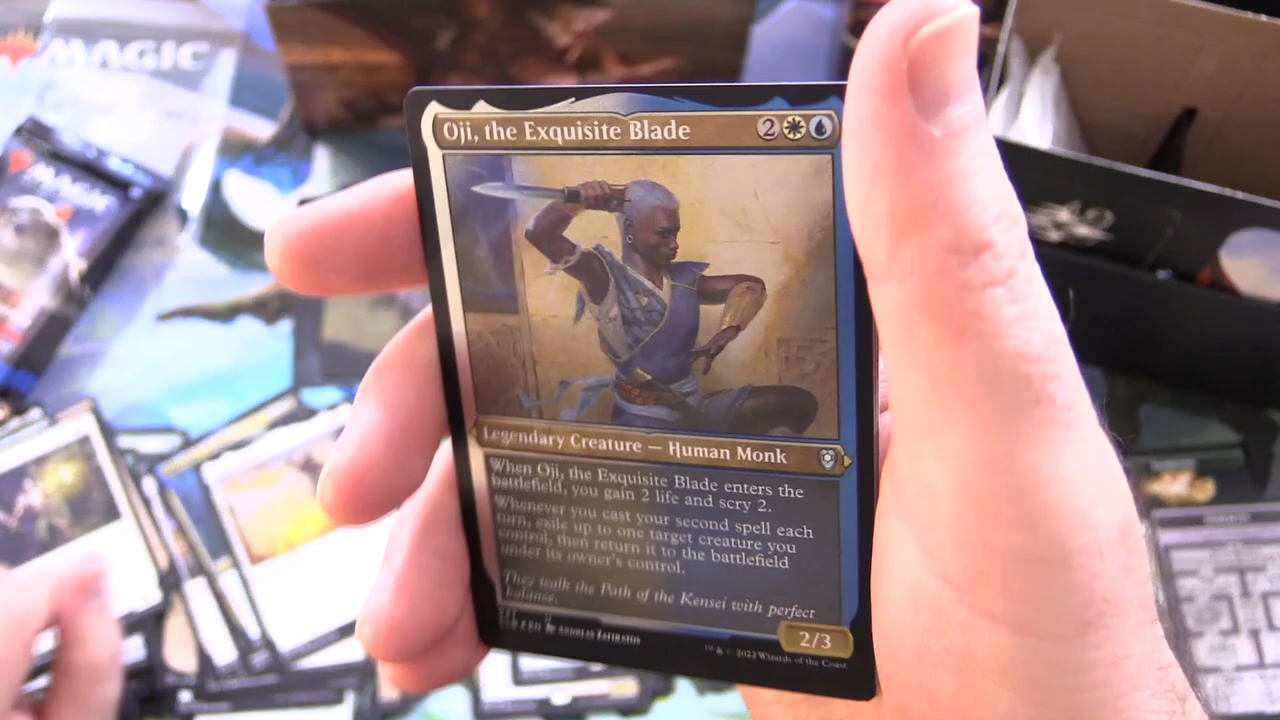 MAGIC
MAGIC
Oji, the Exquisite Blade 2
Legendary Creature — Human Monk
When Oji, the Exquisite Blade enters the
battlefield, you gain 2 life and scry 2.
Whenever you cast your second spell each
turn, exile up to one target creature you
control, then return it to the battlefield
under its owner's control.
They walk the Path of the Kensei with perfect
balance.
2/3
™ & © 2022 Wizards of the Coast